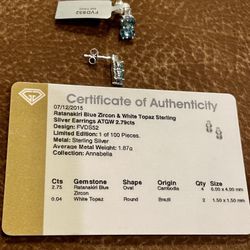 FVDS52
Certificate of Authenticity
07/12/2015
Ratanakiri Blue Zircon & White Topaz Sterling
Silver Earrings ATGW 2.79cts
Design: FVDS52
Limited Edition: 1 of 100 Pieces.
Metal: Sterling Silver
Average Metal Weight: 1.87g
Collection: Annabella
Cts Gemstone Shape Origin Qty Size
2.75 Ratanakiri Blue Zircon Oval Cambodia 4 6.00 x 4.00 mm
0.04 White Topaz Round Brazil 2 1.50 x 1.50 mm